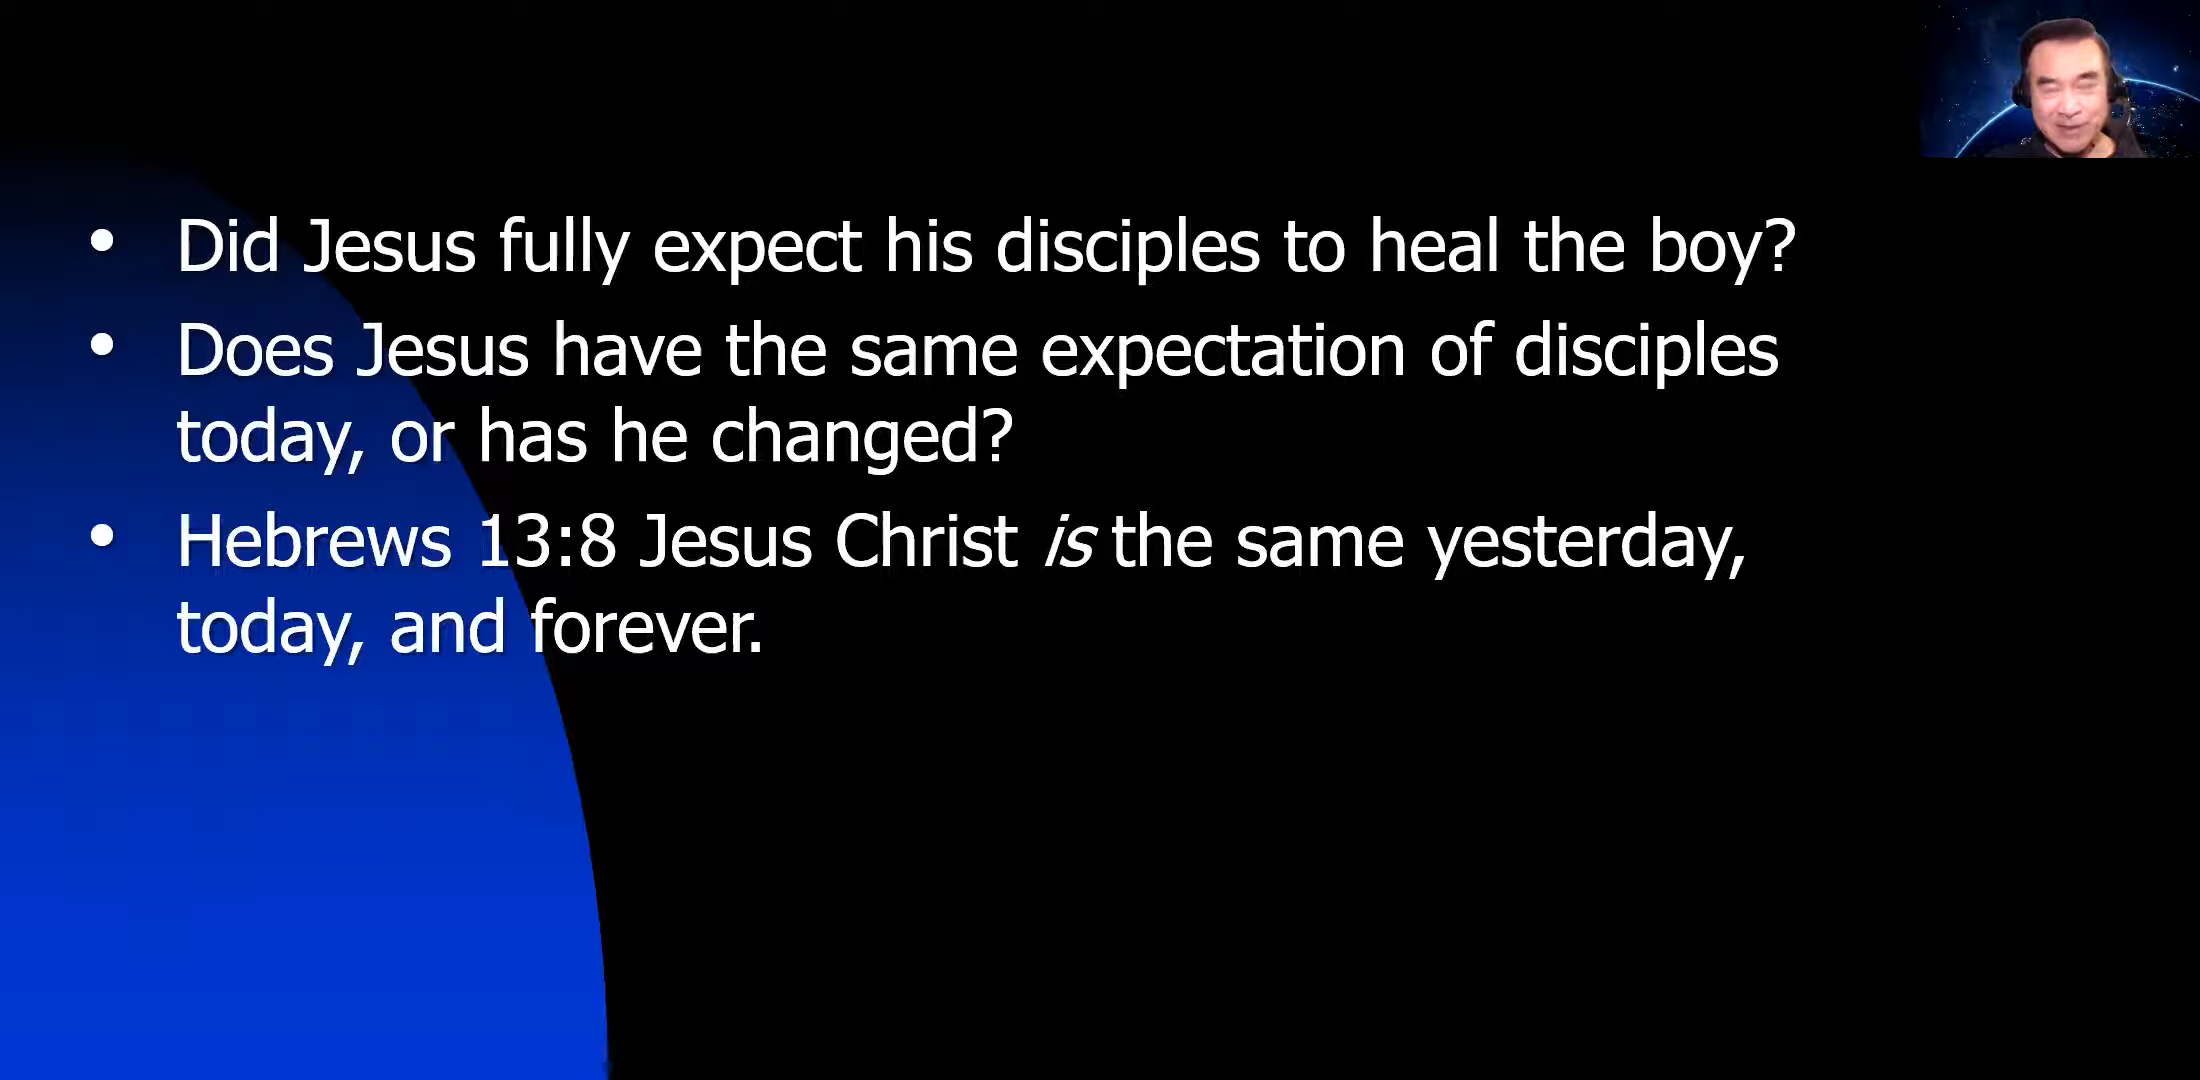 • Did Jesus fully expect his disciples to heal the boy?
• Does Jesus have the same expectation of disciples
today, or has he changed?
• Hebrews 13:8 Jesus Christ is the same yesterday,
today, and forever.